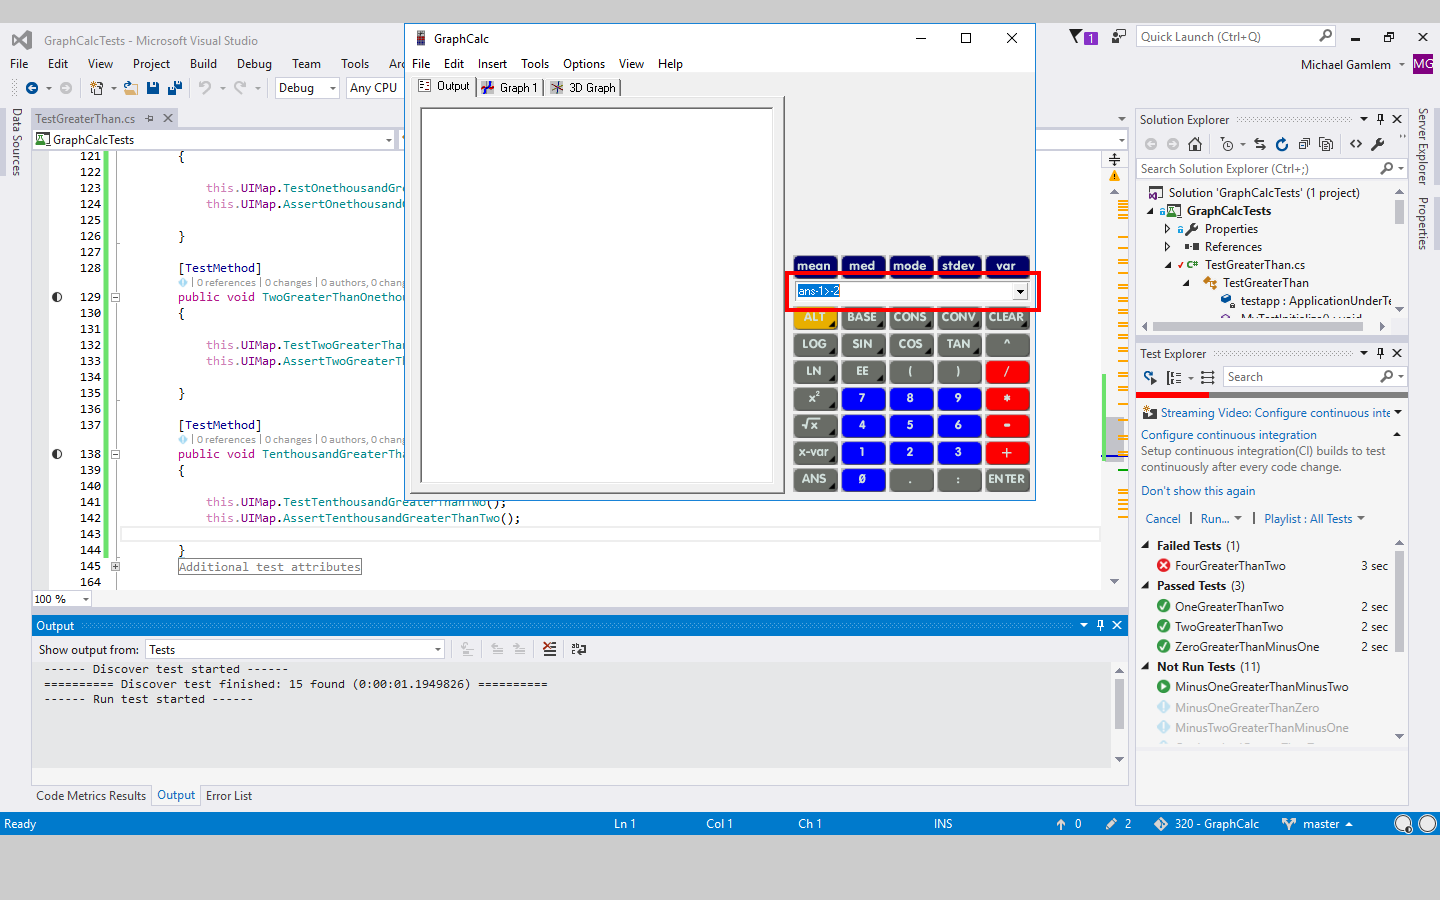 GraphCalcTests - Microsoft Visual Studio
1
Quick Launch (Ctrl+Q)
File Edit View Project Build Debug Team Tools
Michael Gamlem MG
Debug Any CPU
Data Sources
TestGreaterThan.cs
GraphCalcTests
121 {
122
123 this.UIMap.TestOnethousandGr
124 this.UIMap.AssertOnethousand
125
126 }
127
128 [TestMethod]
0 references | 0 changes | 0 authors, 0 chang
129 public void TwoGreaterThanOnethou
130 {
131
132 this.UIMap.TestTwoGreaterThan
133 this.UIMap.AssertTwoGreaterT
134
135 }
136
137 [TestMethod]
0 references | 0 changes | 0 authors, 0 chang
138 public void TenthousandGreaterTha
139 {
140
141 this.UIMap.TestTenthousandGreaterThanTwo();
142 this.UIMap.AssertTenthousandGreaterThanTwo();
143
144 }
145 Additional test attributes
164
100 %
GraphCalc
File Edit Insert Tools Options View Help
Output Graph 1 3D Graph
mean med mode stdev var
ans-1>-2
ALT BASE CONS CONV CLEAR
LOG SIN COS TAN ^
LN EE ( ) /
x² 7 8 9 *
√x 4 5 6 -
x-var 1 2 3 +
ANS Ø . : ENTER
Output
Show output from: Tests
------ Discover test started ------
========== Discover test finished: 15 found (0:00:01.1949826) ==========
------ Run test started ------
Code Metrics Results Output Error List
Solution Explorer
Search Solution Explorer (Ctrl+;)
Solution 'GraphCalcTests' (1 project)
GraphCalcTests
Properties
References
C# TestGreaterThan.cs
TestGreaterThan
testapp : ApplicationUnderTe
MyTestInitialize() : void
Test Explorer
Search
Streaming Video: Configure continuous inte
Configure continuous integration
Setup continuous integration(CI) builds to test
continuously after every code change.
Don't show this again
Cancel | Run... | Playlist : All Tests
Failed Tests (1)
FourGreaterThanTwo 3 sec
Passed Tests (3)
OneGreaterThanTwo 2 sec
TwoGreaterThanTwo 2 sec
ZeroGreaterThanMinusOne 2 sec
Not Run Tests (11)
MinusOneGreaterThanMinusTwo
MinusOneGreaterThanZero
MinusTwoGreaterThanMinusOne
Server Explorer
Properties
Ready Ln 1 Col 1 Ch 1 INS 0 2 320 - GraphCalc master